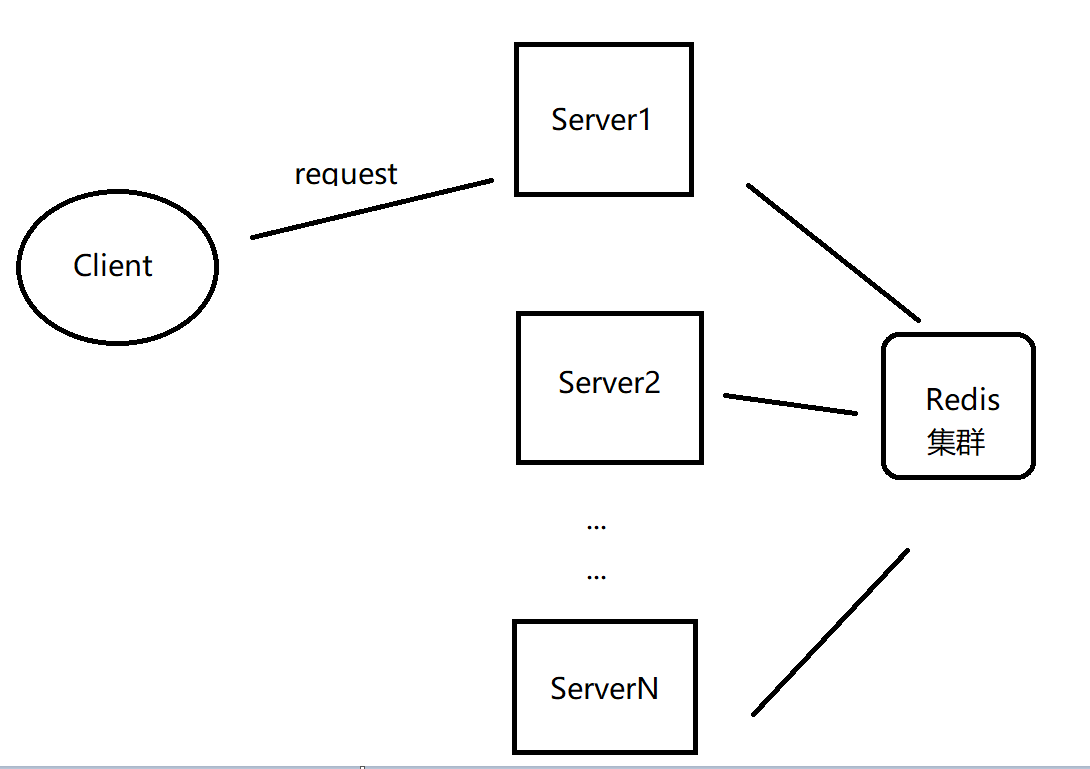 Server1
request
Client
Server2
Redis
集群
...
...
ServerN